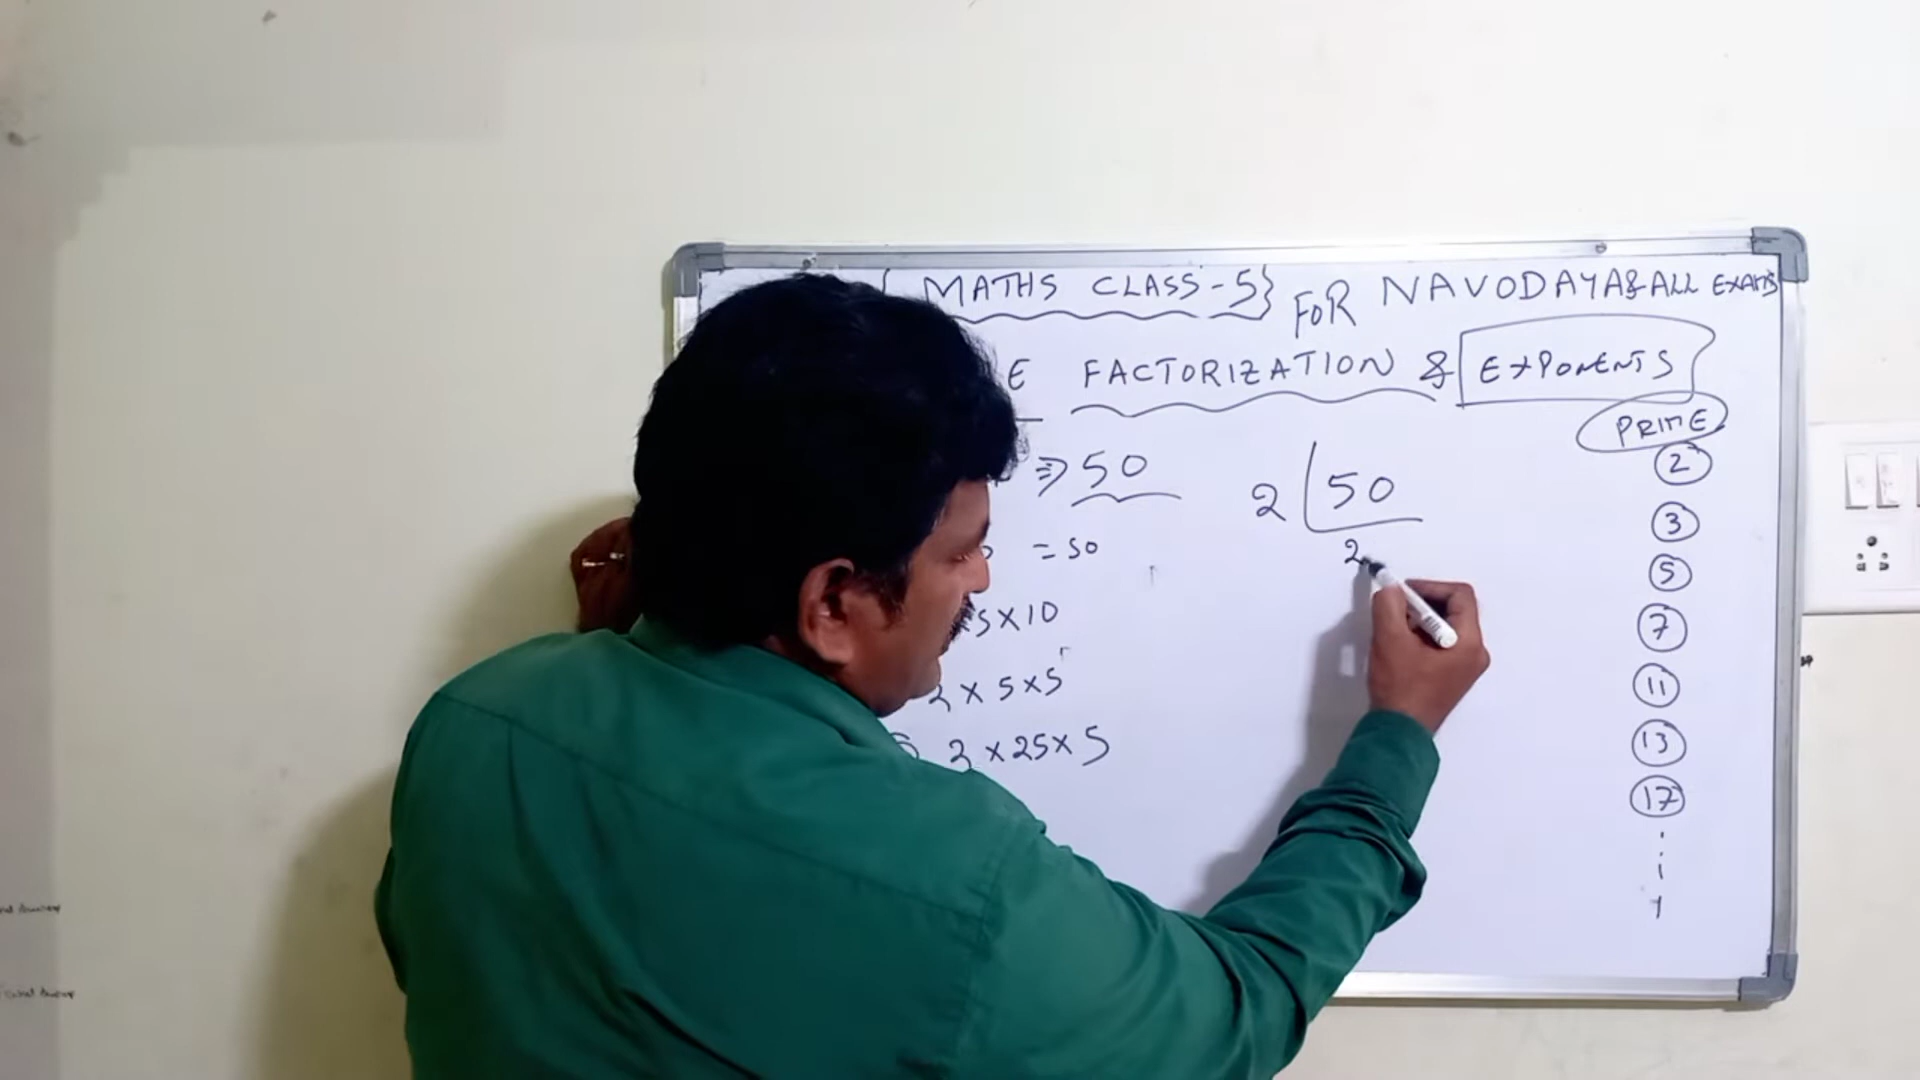 { MATHS CLASS-5} FOR NAVODAYA & ALL EXAMS
E FACTORIZATION & EXPONENTS
PRIME
⇒ 50
2 | 50
2
= 50
5 × 10
2 × 5 × 5
2 × 25 × 5
2
3
5
7
11
13
17